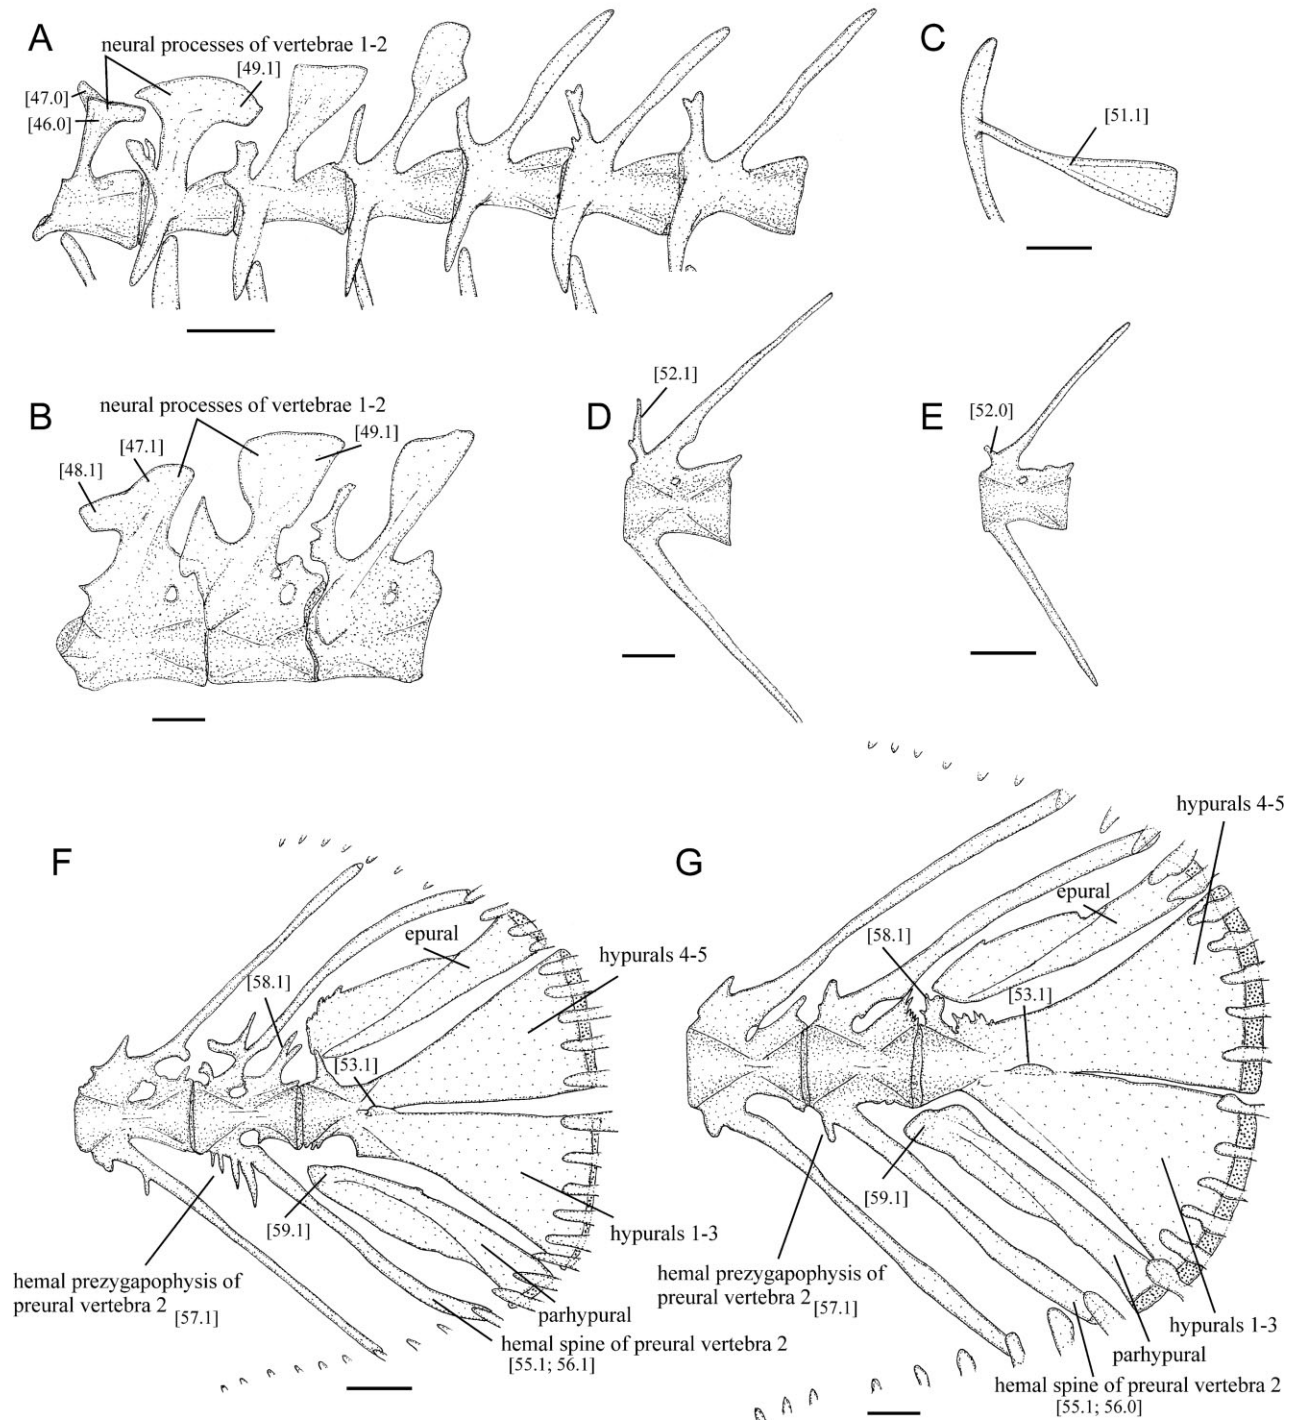 A
neural processes of vertebrae 1-2
[49.1]
[47.0]
[46.0]
C
[51.1]
B
neural processes of vertebrae 1-2
[47.1]
[49.1]
[48.1]
D
[52.1]
E
[52.0]
F
epural
[58.1]
hypurals 4-5
[53.1]
[59.1]
hypurals 1-3
hemal prezygapophysis of
preural vertebra 2
[57.1]
parhypural
hemal spine of preural vertebra 2
[55.1; 56.1]
G
hypurals 4-5
epural
[58.1]
[53.1]
[59.1]
hemal prezygapophysis of
preural vertebra 2
[57.1]
hypurals 1-3
parhypural
hemal spine of preural vertebra 2
[55.1; 56.0]